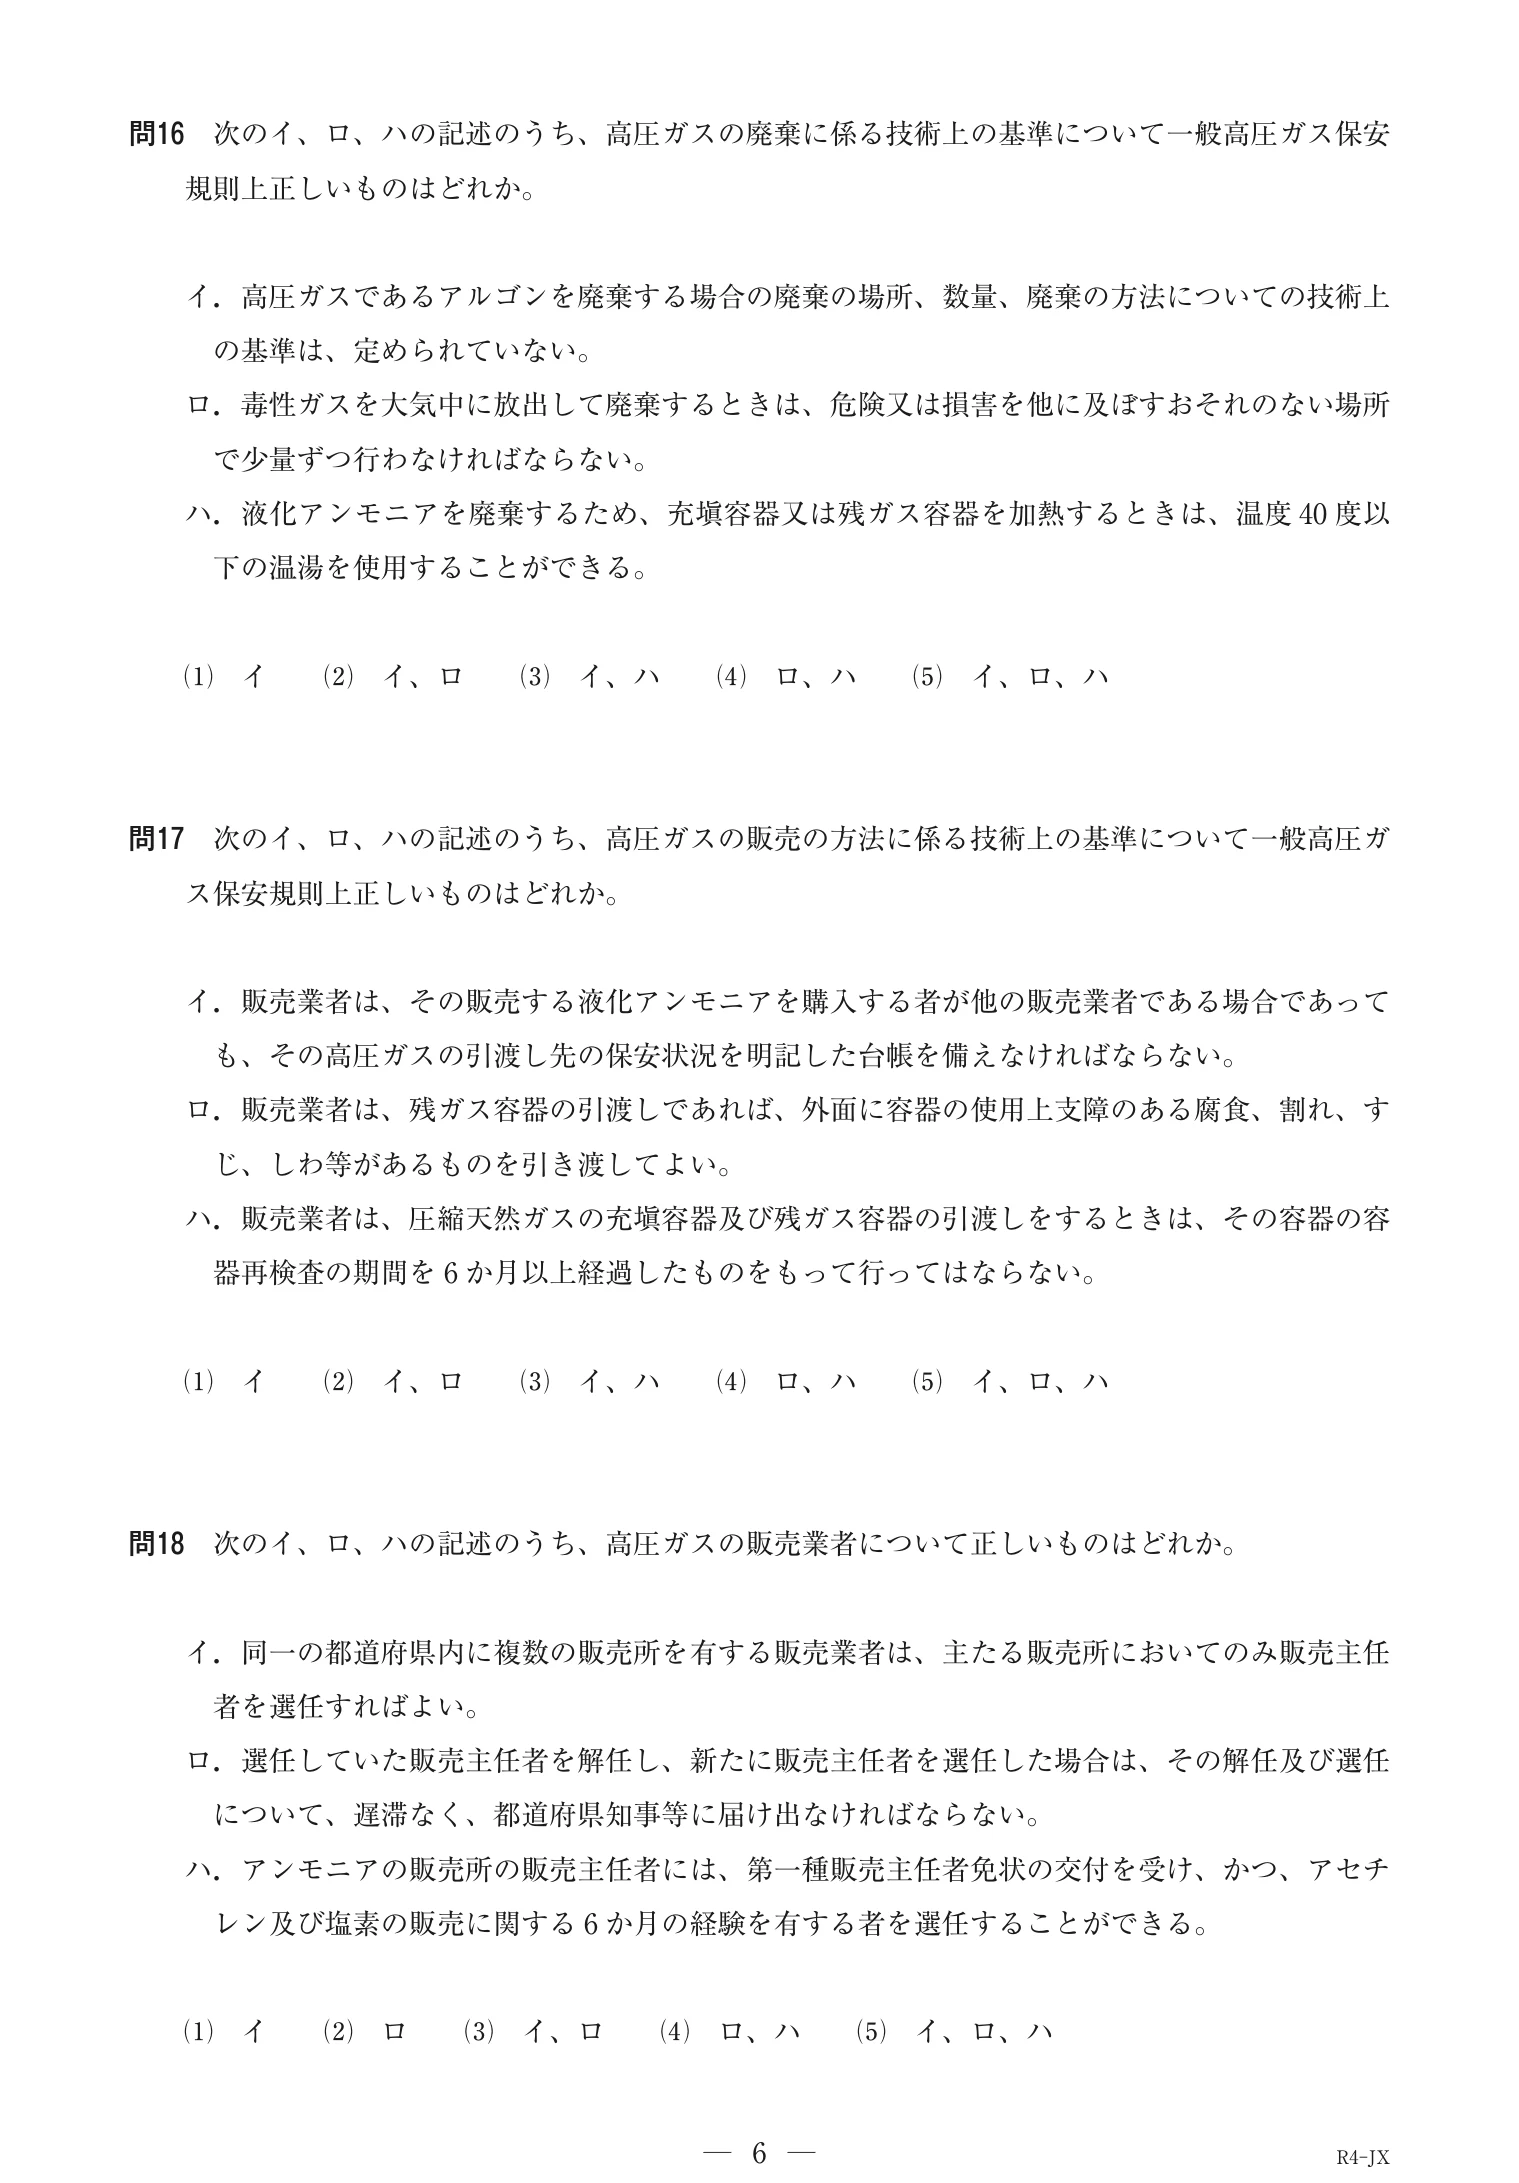 問16　次のイ、ロ、ハの記述のうち、高圧ガスの廃棄に係る技術上の基準について一般高圧ガス保安
規則上正しいものはどれか。
イ．高圧ガスであるアルゴンを廃棄する場合の廃棄の場所、数量、廃棄の方法についての技術上
の基準は、定められていない。
ロ．毒性ガスを大気中に放出して廃棄するときは、危険又は損害を他に及ぼすおそれのない場所
で少量ずつ行わなければならない。
ハ．液化アンモニアを廃棄するため、充塡容器又は残ガス容器を加熱するときは、温度 40 度以
下の温湯を使用することができる。
(1)　イ　　(2)　イ、ロ　　(3)　イ、ハ　　(4)　ロ、ハ　　(5)　イ、ロ、ハ
問17　次のイ、ロ、ハの記述のうち、高圧ガスの販売の方法に係る技術上の基準について一般高圧ガ
ス保安規則上正しいものはどれか。
イ．販売業者は、その販売する液化アンモニアを購入する者が他の販売業者である場合であって
も、その高圧ガスの引渡し先の保安状況を明記した台帳を備えなければならない。
ロ．販売業者は、残ガス容器の引渡しであれば、外面に容器の使用上支障のある腐食、割れ、す
じ、しわ等があるものを引き渡してよい。
ハ．販売業者は、圧縮天然ガスの充塡容器及び残ガス容器の引渡しをするときは、その容器の容
器再検査の期間を 6 か月以上経過したものをもって行ってはならない。
(1)　イ　　(2)　イ、ロ　　(3)　イ、ハ　　(4)　ロ、ハ　　(5)　イ、ロ、ハ
問18　次のイ、ロ、ハの記述のうち、高圧ガスの販売業者について正しいものはどれか。
イ．同一の都道府県内に複数の販売所を有する販売業者は、主たる販売所においてのみ販売主任
者を選任すればよい。
ロ．選任していた販売主任者を解任し、新たに販売主任者を選任した場合は、その解任及び選任
について、遅滞なく、都道府県知事等に届け出なければならない。
ハ．アンモニアの販売所の販売主任者には、第一種販売主任者免状の交付を受け、かつ、アセチ
レン及び塩素の販売に関する 6 か月の経験を有する者を選任することができる。
(1)　イ　　(2)　ロ　　(3)　イ、ロ　　(4)　ロ、ハ　　(5)　イ、ロ、ハ
— 6 —
R4-JX